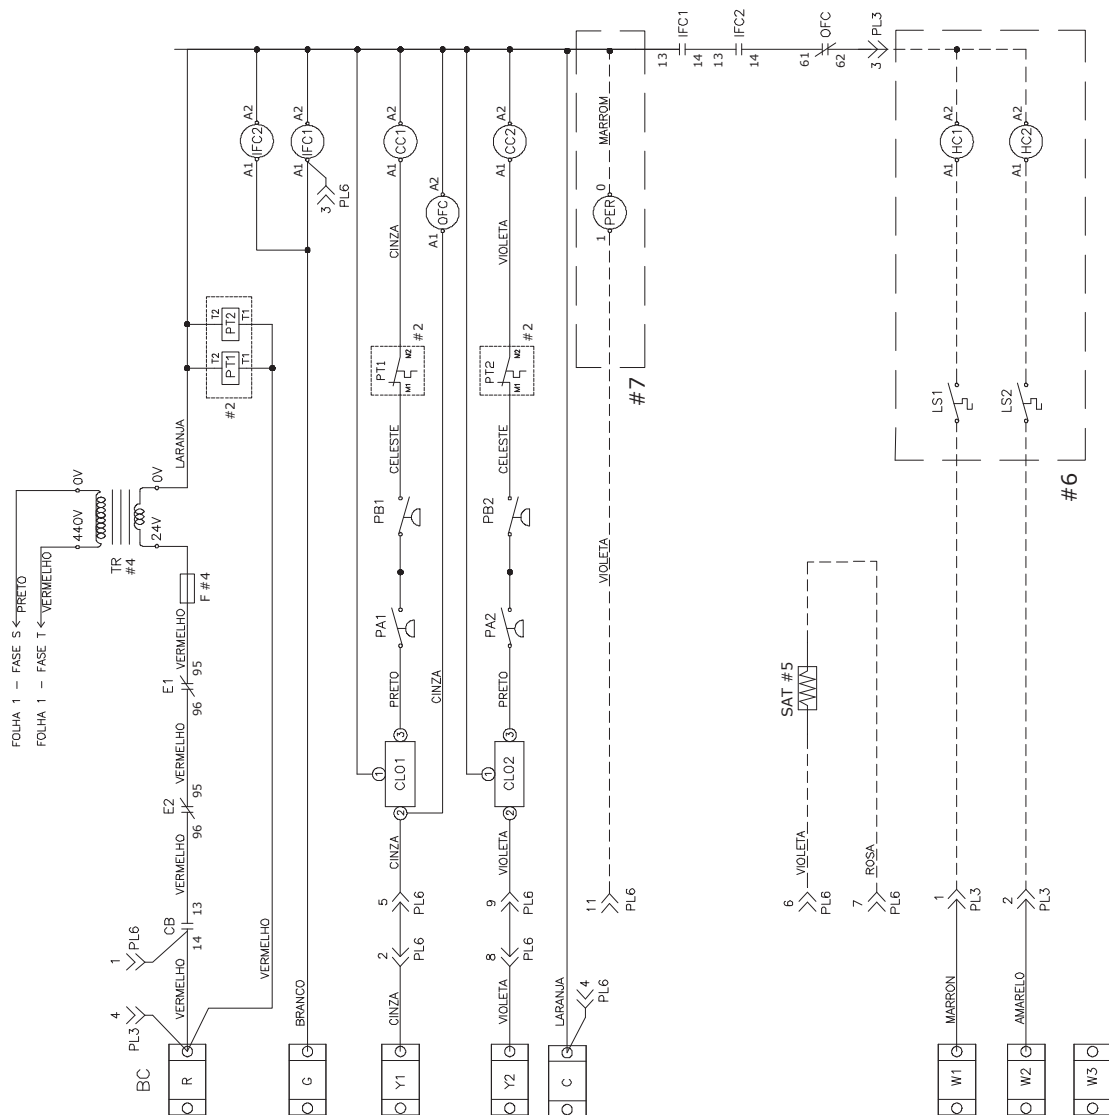 FOLHA 1 - FASE S
PRETO
FOLHA 1 - FASE T
VERMELHO
440V
0V
TR
#4
24V
0V
LARANJA
F #4
VERMELHO
E1
95
96
VERMELHO
E2
95
96
VERMELHO
CB
13
14
1
PL6
VERMELHO
4
PL3
BC
R
VERMELHO
#2
T2
PT1
T1
T2
PT2
T1
A2
IFC2
A1
A2
IFC1
A1
3
PL6
BRANCO
G
A2
CC1
A1
CINZA
PT1
M2
M1
#2
CELESTE
PB1
PA1
PRETO
3
1
CLO1
2
CINZA
5
PL6
2
PL6
CINZA
Y1
A2
OFC
A1
CINZA
A2
CC2
A1
VIOLETA
PT2
M2
M1
#2
CELESTE
PB2
PA2
PRETO
3
1
CLO2
2
VIOLETA
9
PL6
8
PL6
VIOLETA
Y2
LARANJA
4
PL6
C
MARROM
0
PER
1
#7
VIOLETA
11
PL6
IFC1
13
14
IFC2
13
14
OFC
61
62
PL3
3
SAT #5
VIOLETA
6
PL6
ROSA
7
PL6
A2
HC1
A1
LS1
1
PL3
MARRON
W1
A2
HC2
A1
LS2
#6
2
PL3
AMARELO
W2
W3